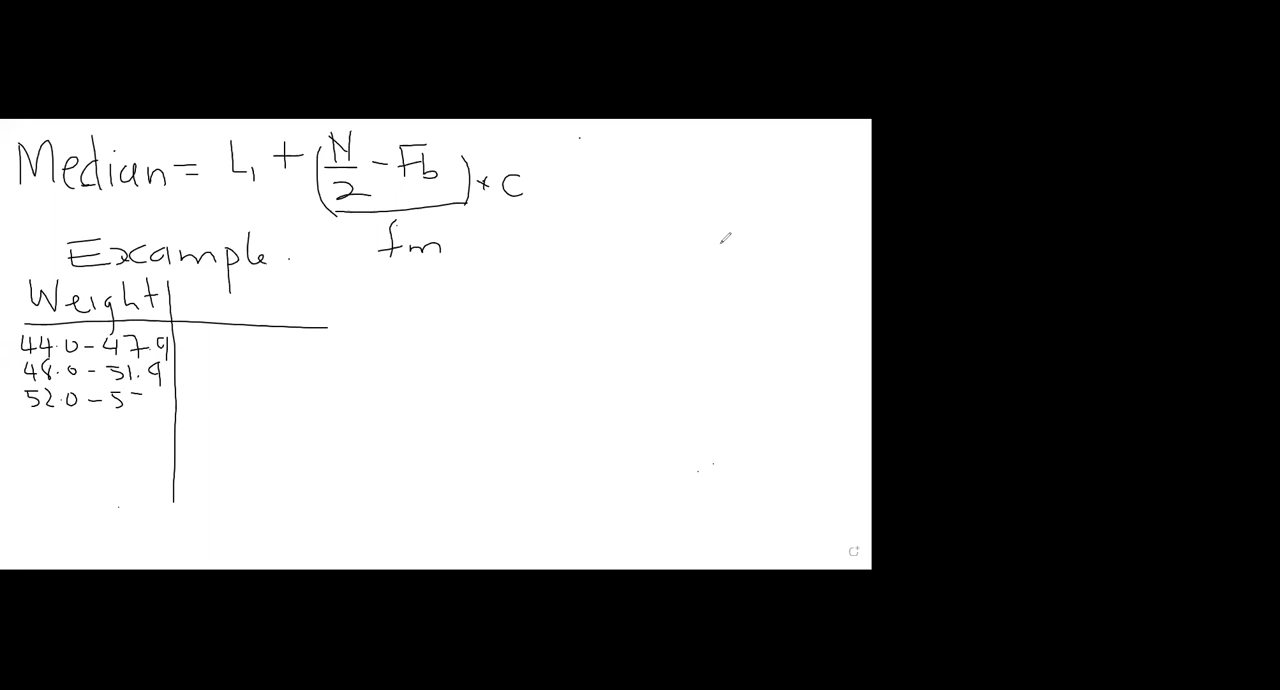 Median = L₁ + (N/2 - Fb)/fm * C
Example.
Weight
44.0 - 47.9
48.0 - 51.9
52.0 - 5